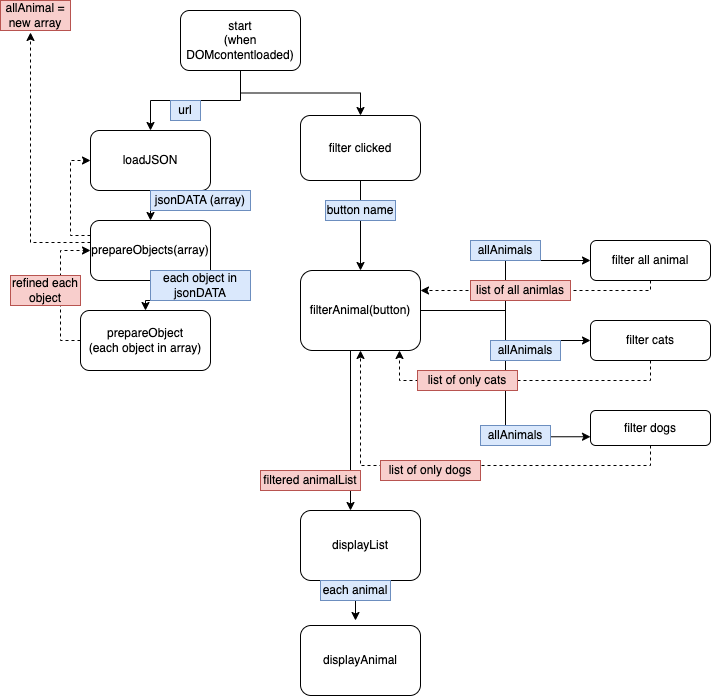 allAnimal =
new array
start
(when
DOMcontentloaded)
url
loadJSON
filter clicked
jsonDATA (array)
button name
prepareObjects(array)
allAnimals
filter all animal
refined each
object
each object in
jsonDATA
list of all animlas
filterAnimal(button)
prepareObject
(each object in array)
allAnimals
filter cats
list of only cats
allAnimals
filter dogs
list of only dogs
filtered animalList
displayList
each animal
displayAnimal